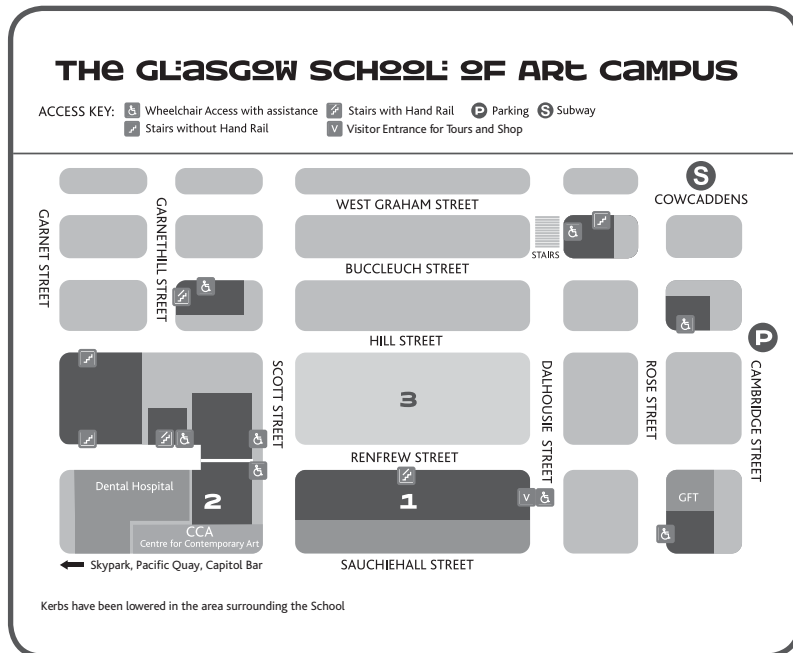 THE GLASGOW SCHOOL OF ART CAMPUS
ACCESS KEY: Wheelchair Access with assistance Stairs with Hand Rail P Parking S Subway
Stairs without Hand Rail V Visitor Entrance for Tours and Shop
S
COWCADDENS
WEST GRAHAM STREET
GARNET STREET
GARNETHILL STREET
STAIRS
BUCCLEUCH STREET
HILL STREET
P
SCOTT STREET
3
DALHOUSIE STREET
ROSE STREET
CAMBRIDGE STREET
RENFREW STREET
Dental Hospital
2
1
V
GFT
CCA
Centre for Contemporary Art
Skypark, Pacific Quay, Capitol Bar
SAUCHIEHALL STREET
Kerbs have been lowered in the area surrounding the School